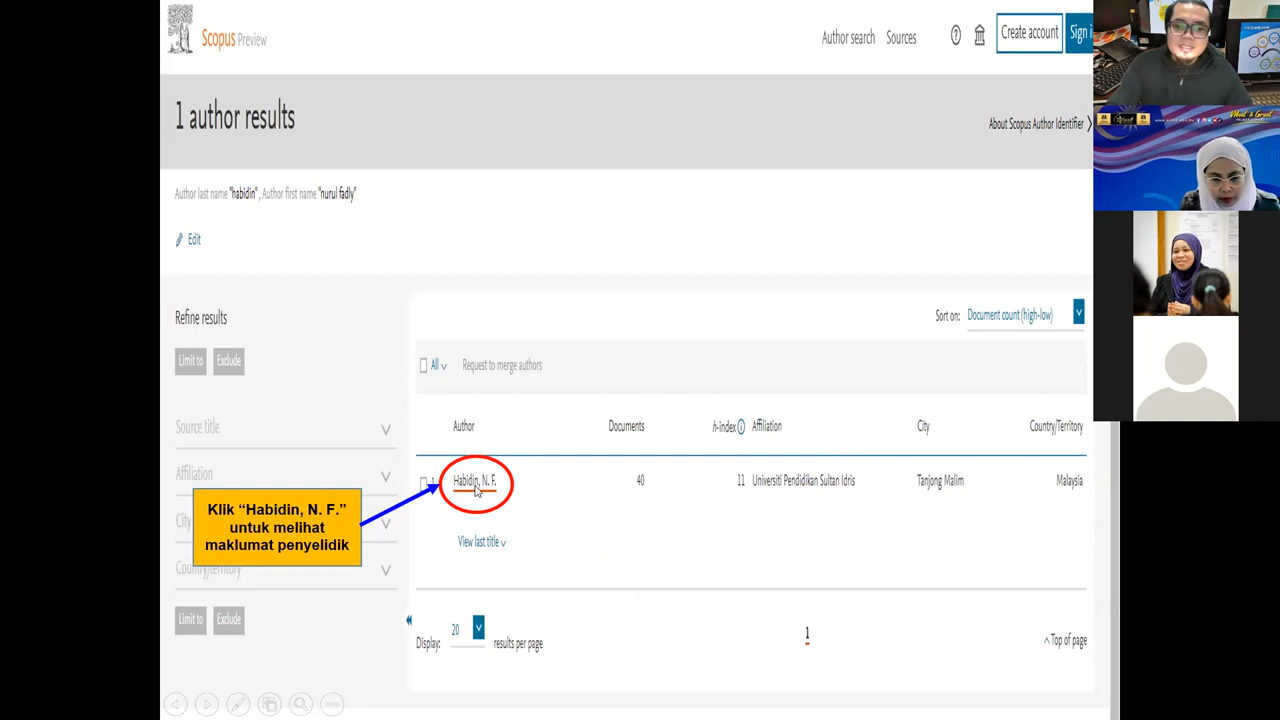 Scopus Preview
Author search Sources
Create account
Sign i
1 author results
About Scopus Author Identifier
Author last name "habidin" , Author first name "nurul fadly"
Edit
Refine results
Limit to Exclude
Source title
Affiliation
City
Country/territory
Limit to Exclude
Klik “Habidin, N. F.”
untuk melihat
maklumat penyelidik
Sort on: Document count (high-low)
All Request to merge authors
Author Documents h-index Affiliation City Country/Territory
1 Habidin, N. F. 40 11 Universiti Pendidikan Sultan Idris Tanjong Malim Malaysia
View last title
Display: 20 results per page
1
Top of page